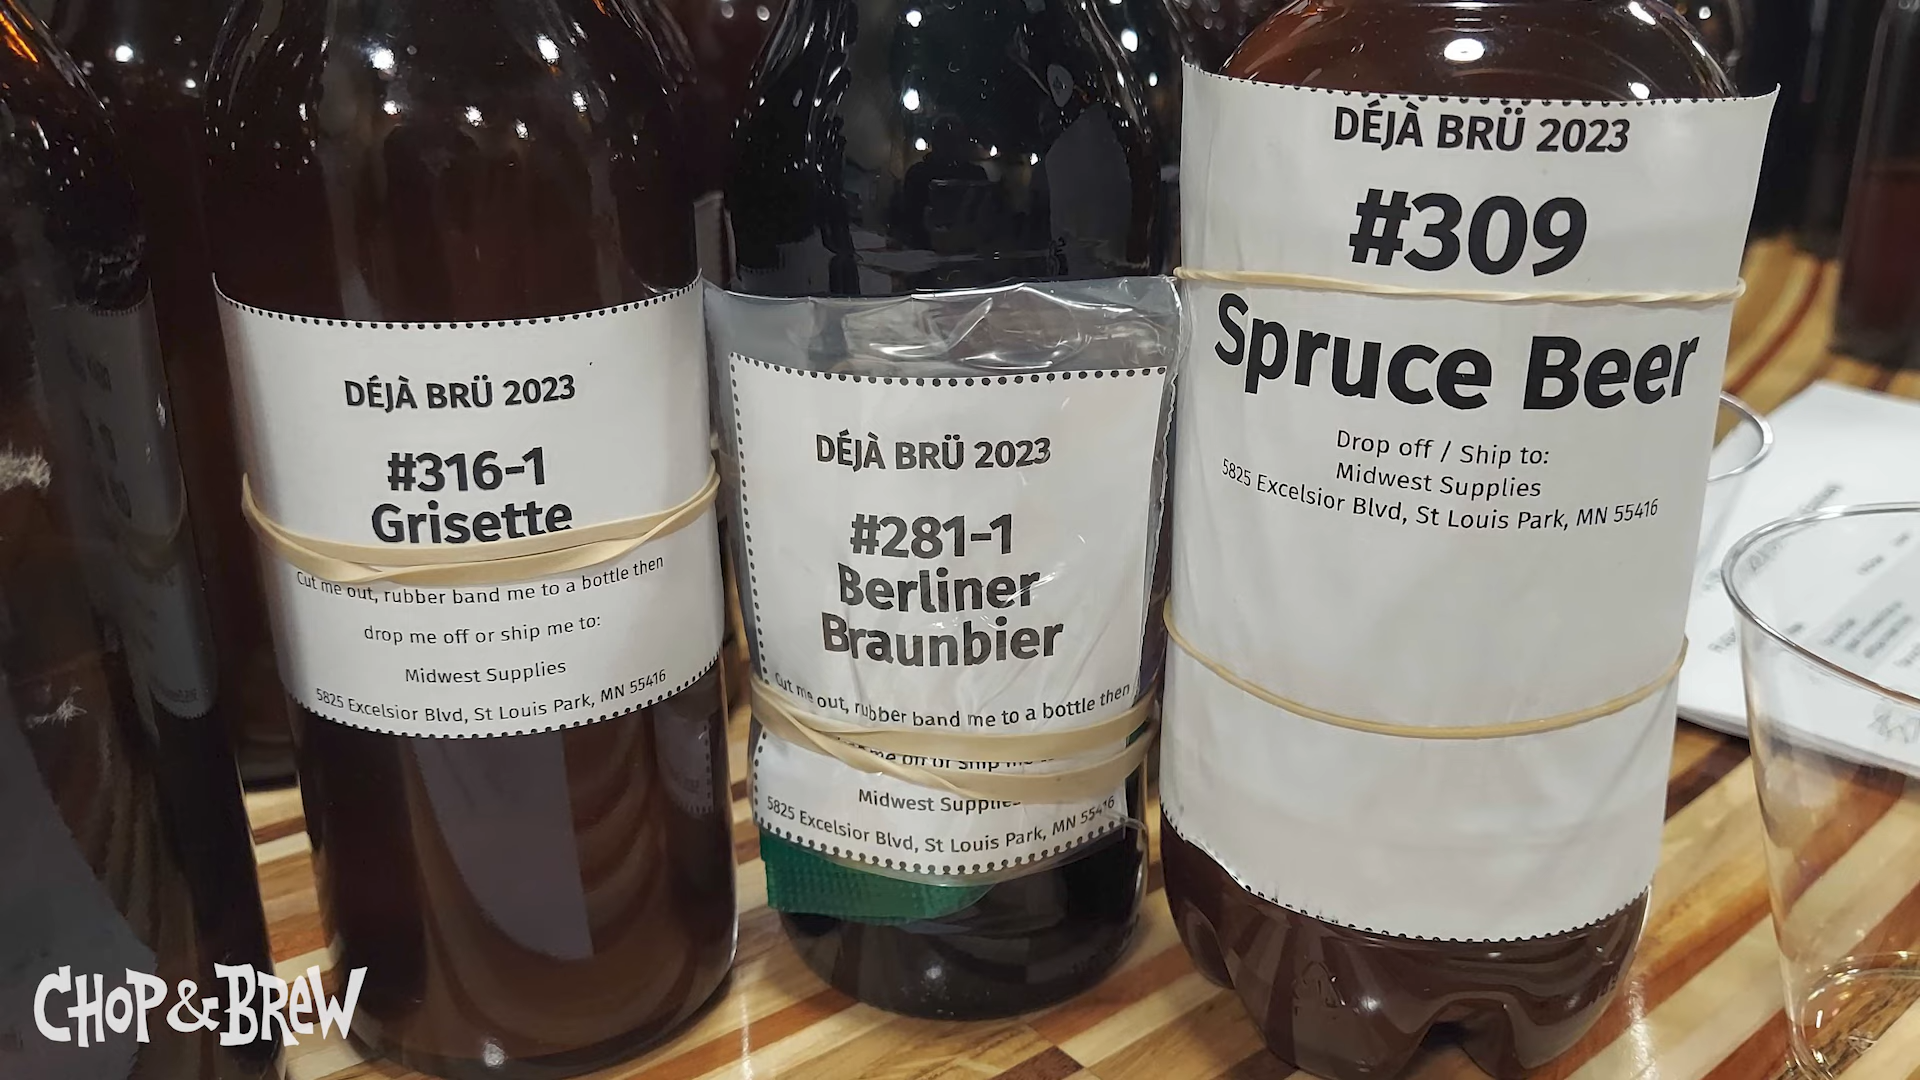 DÉJÀ BRÜ 2023
#316-1
Grisette
Cut me out, rubber band me to a bottle then
drop me off or ship me to:
Midwest Supplies
5825 Excelsior Blvd, St Louis Park, MN 55416
DÉJÀ BRÜ 2023
#281-1
Berliner
Braunbier
Cut me out, rubber band me to a bottle then
me off or ship
Midwest Supplies
5825 Excelsior Blvd, St Louis Park, MN 55416
DÉJÀ BRÜ 2023
#309
Spruce Beer
Drop off / Ship to:
Midwest Supplies
5825 Excelsior Blvd, St Louis Park, MN 55416
CHOP&BREW